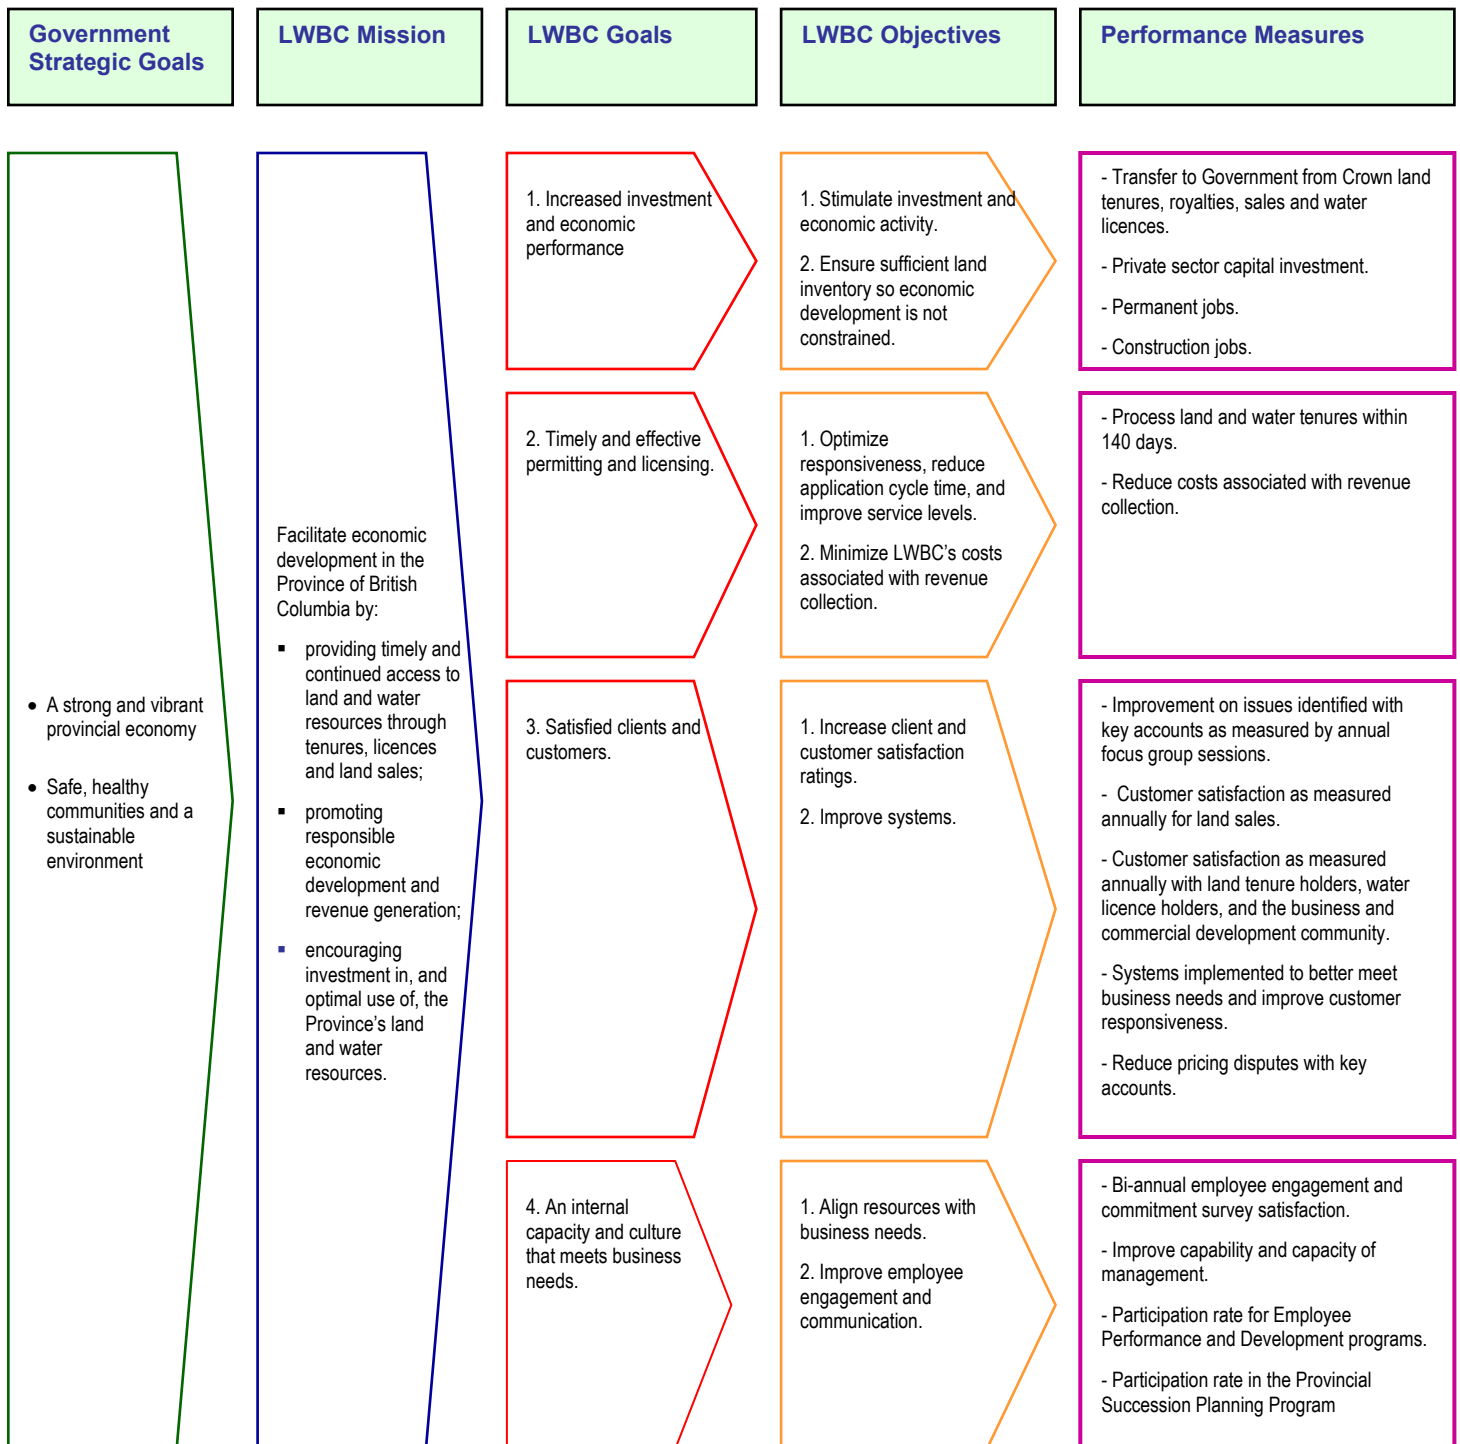 Government
Strategic Goals
LWBC Mission
LWBC Goals
LWBC Objectives
Performance Measures
• A strong and vibrant
provincial economy
• Safe, healthy
communities and a
sustainable
environment
Facilitate economic
development in the
Province of British
Columbia by:
▪ providing timely and
continued access to
land and water
resources through
tenures, licences
and land sales;
▪ promoting
responsible
economic
development and
revenue generation;
▪ encouraging
investment in, and
optimal use of, the
Province’s land
and water
resources.
1. Increased investment
and economic
performance
1. Stimulate investment and
economic activity.
2. Ensure sufficient land
inventory so economic
development is not
constrained.
- Transfer to Government from Crown land
tenures, royalties, sales and water
licences.
- Private sector capital investment.
- Permanent jobs.
- Construction jobs.
2. Timely and effective
permitting and licensing.
1. Optimize
responsiveness, reduce
application cycle time, and
improve service levels.
2. Minimize LWBC’s costs
associated with revenue
collection.
- Process land and water tenures within
140 days.
- Reduce costs associated with revenue
collection.
3. Satisfied clients and
customers.
1. Increase client and
customer satisfaction
ratings.
2. Improve systems.
- Improvement on issues identified with
key accounts as measured by annual
focus group sessions.
- Customer satisfaction as measured
annually for land sales.
- Customer satisfaction as measured
annually with land tenure holders, water
licence holders, and the business and
commercial development community.
- Systems implemented to better meet
business needs and improve customer
responsiveness.
- Reduce pricing disputes with key
accounts.
4. An internal
capacity and culture
that meets business
needs.
1. Align resources with
business needs.
2. Improve employee
engagement and
communication.
- Bi-annual employee engagement and
commitment survey satisfaction.
- Improve capability and capacity of
management.
- Participation rate for Employee
Performance and Development programs.
- Participation rate in the Provincial
Succession Planning Program